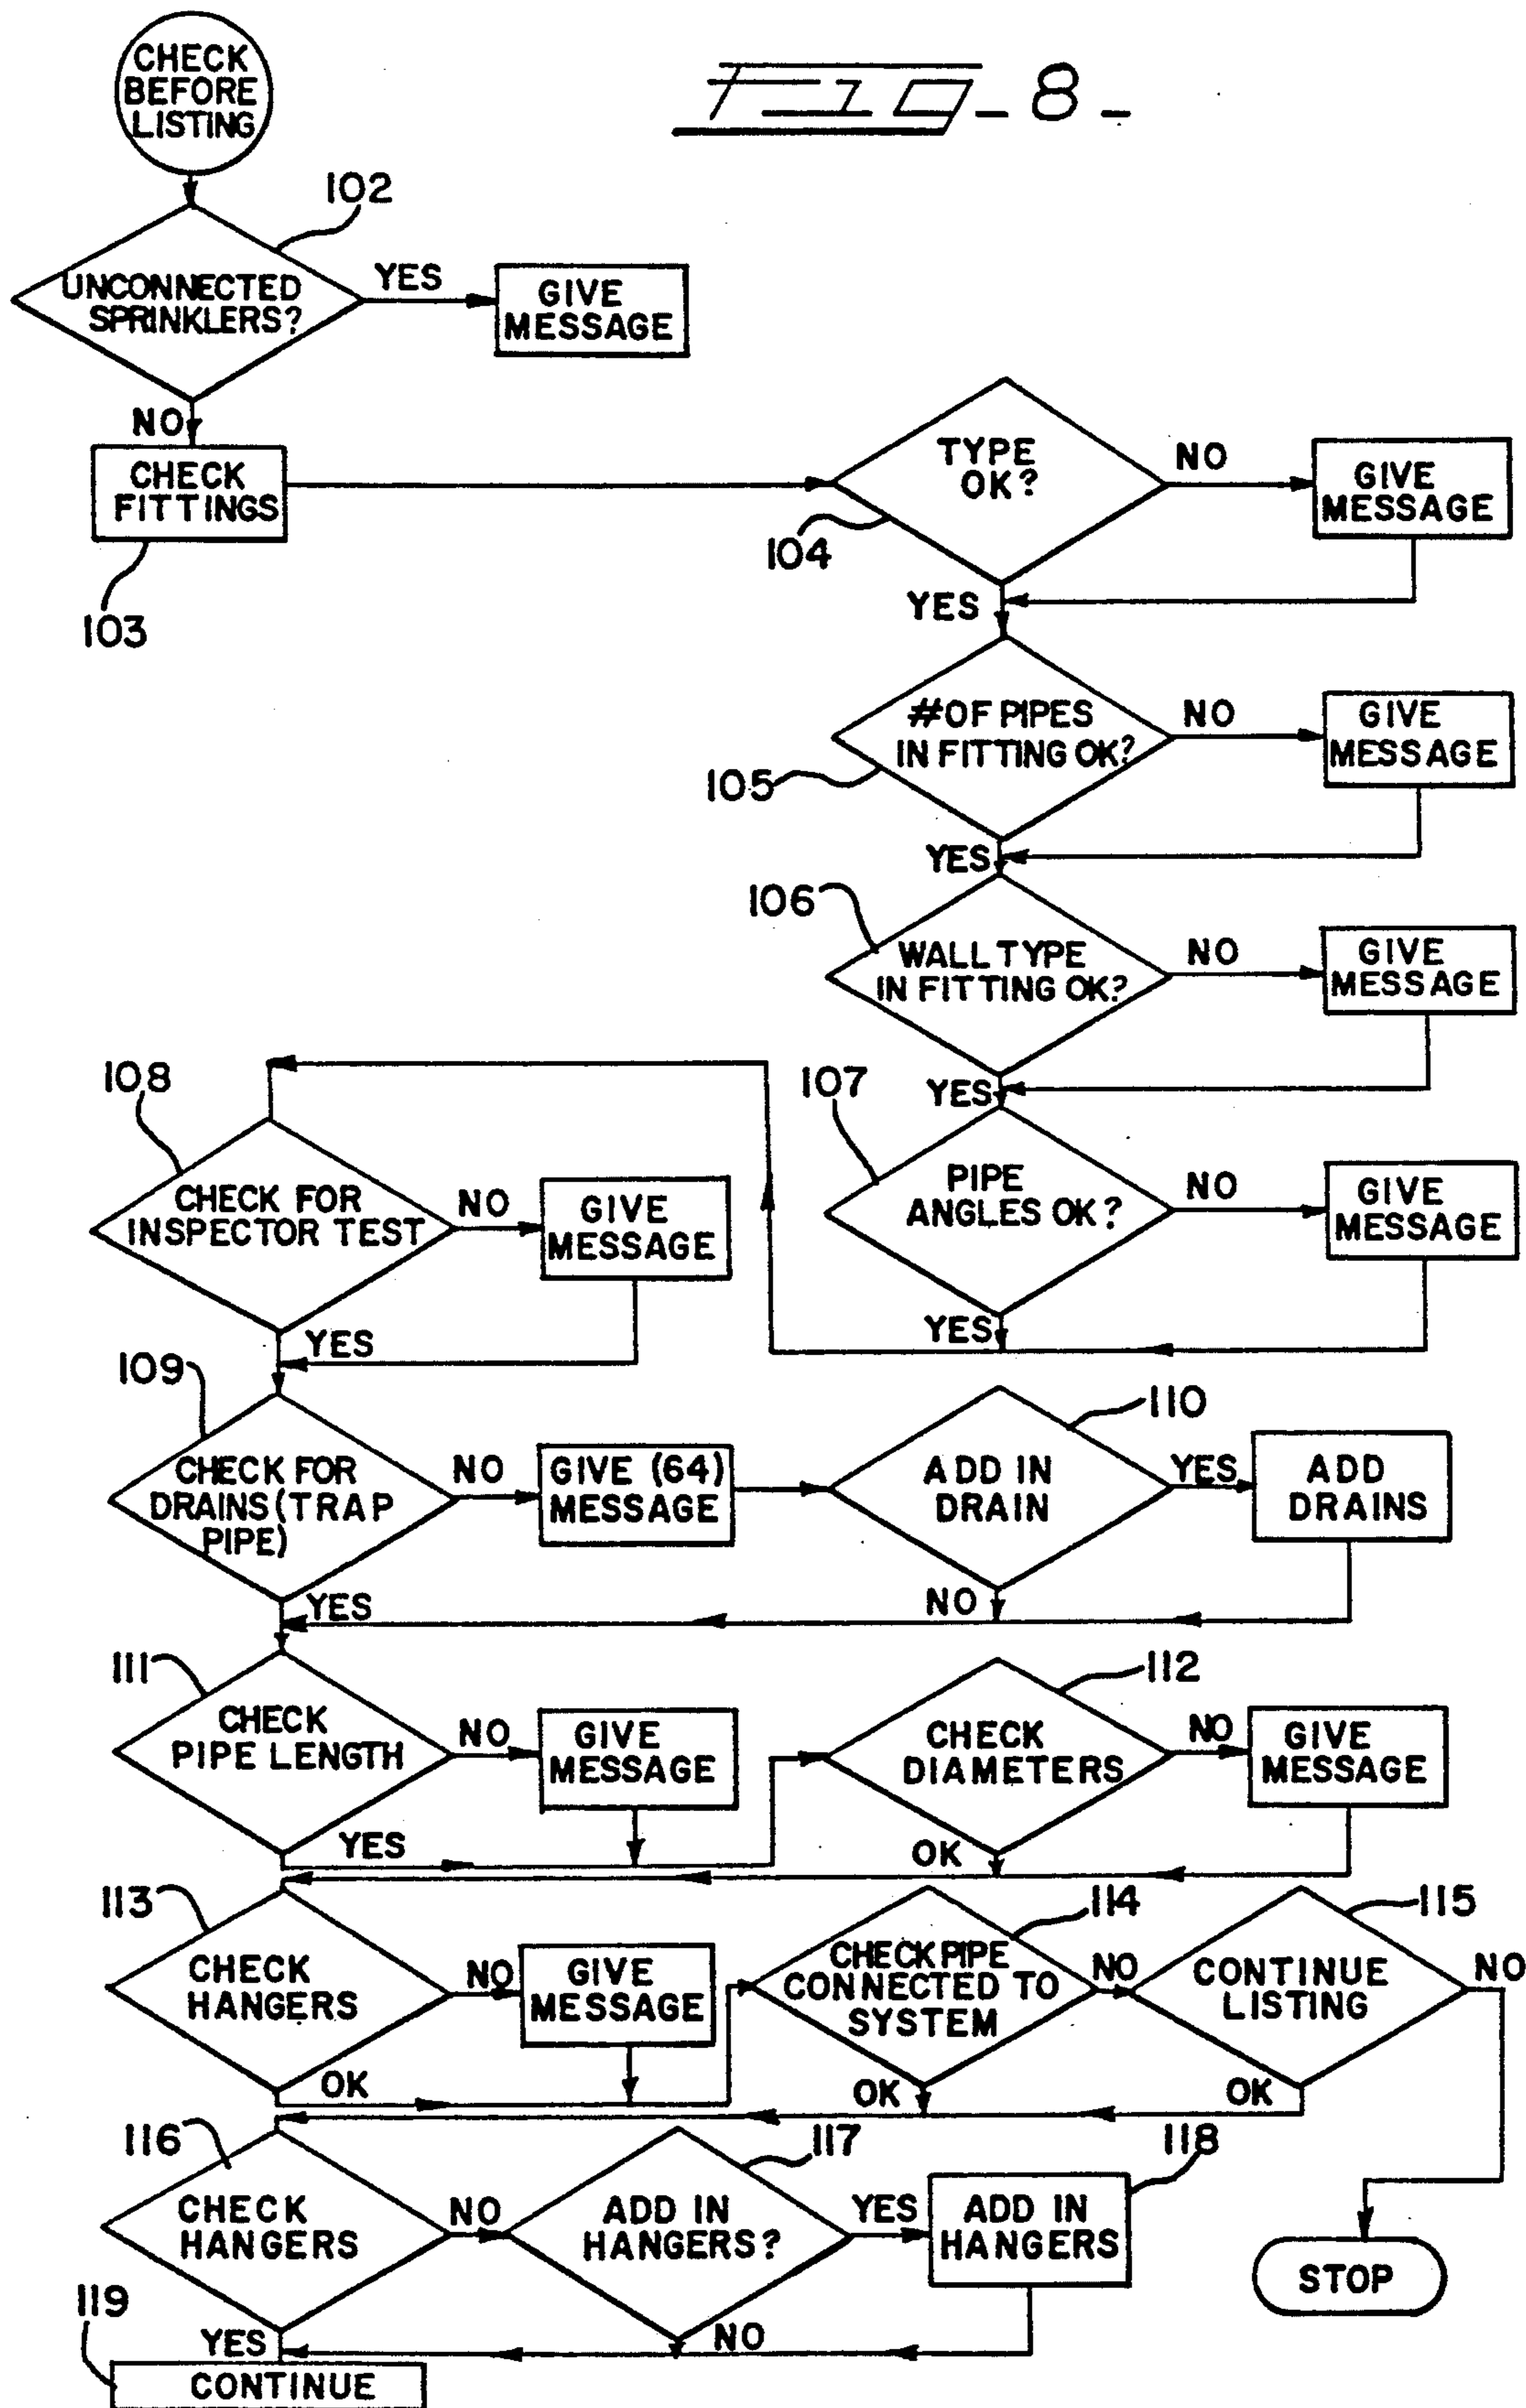 CHECK
BEFORE
LISTING
FIG_8_
102
UNCONNECTED
SPRINKLERS?
YES
GIVE
MESSAGE
NO
CHECK
FITTINGS
103
TYPE
OK?
104
NO
GIVE
MESSAGE
YES
#OF PIPES
IN FITTING OK?
105
NO
GIVE
MESSAGE
YES
106
WALL TYPE
IN FITTING OK?
NO
GIVE
MESSAGE
YES
107
PIPE
ANGLES OK?
NO
GIVE
MESSAGE
YES
108
CHECK FOR
INSPECTOR TEST
NO
GIVE
MESSAGE
YES
109
CHECK FOR
DRAINS(TRAP
PIPE)
NO
GIVE (64)
MESSAGE
110
ADD IN
DRAIN
YES
ADD
DRAINS
NO
YES
111
CHECK
PIPE LENGTH
NO
GIVE
MESSAGE
YES
112
CHECK
DIAMETERS
NO
GIVE
MESSAGE
OK
113
CHECK
HANGERS
NO
GIVE
MESSAGE
OK
114
CHECK PIPE
CONNECTED TO
SYSTEM
NO
OK
115
CONTINUE
LISTING
NO
OK
STOP
116
CHECK
HANGERS
NO
117
ADD IN
HANGERS?
YES
118
ADD IN
HANGERS
NO
YES
119
CONTINUE